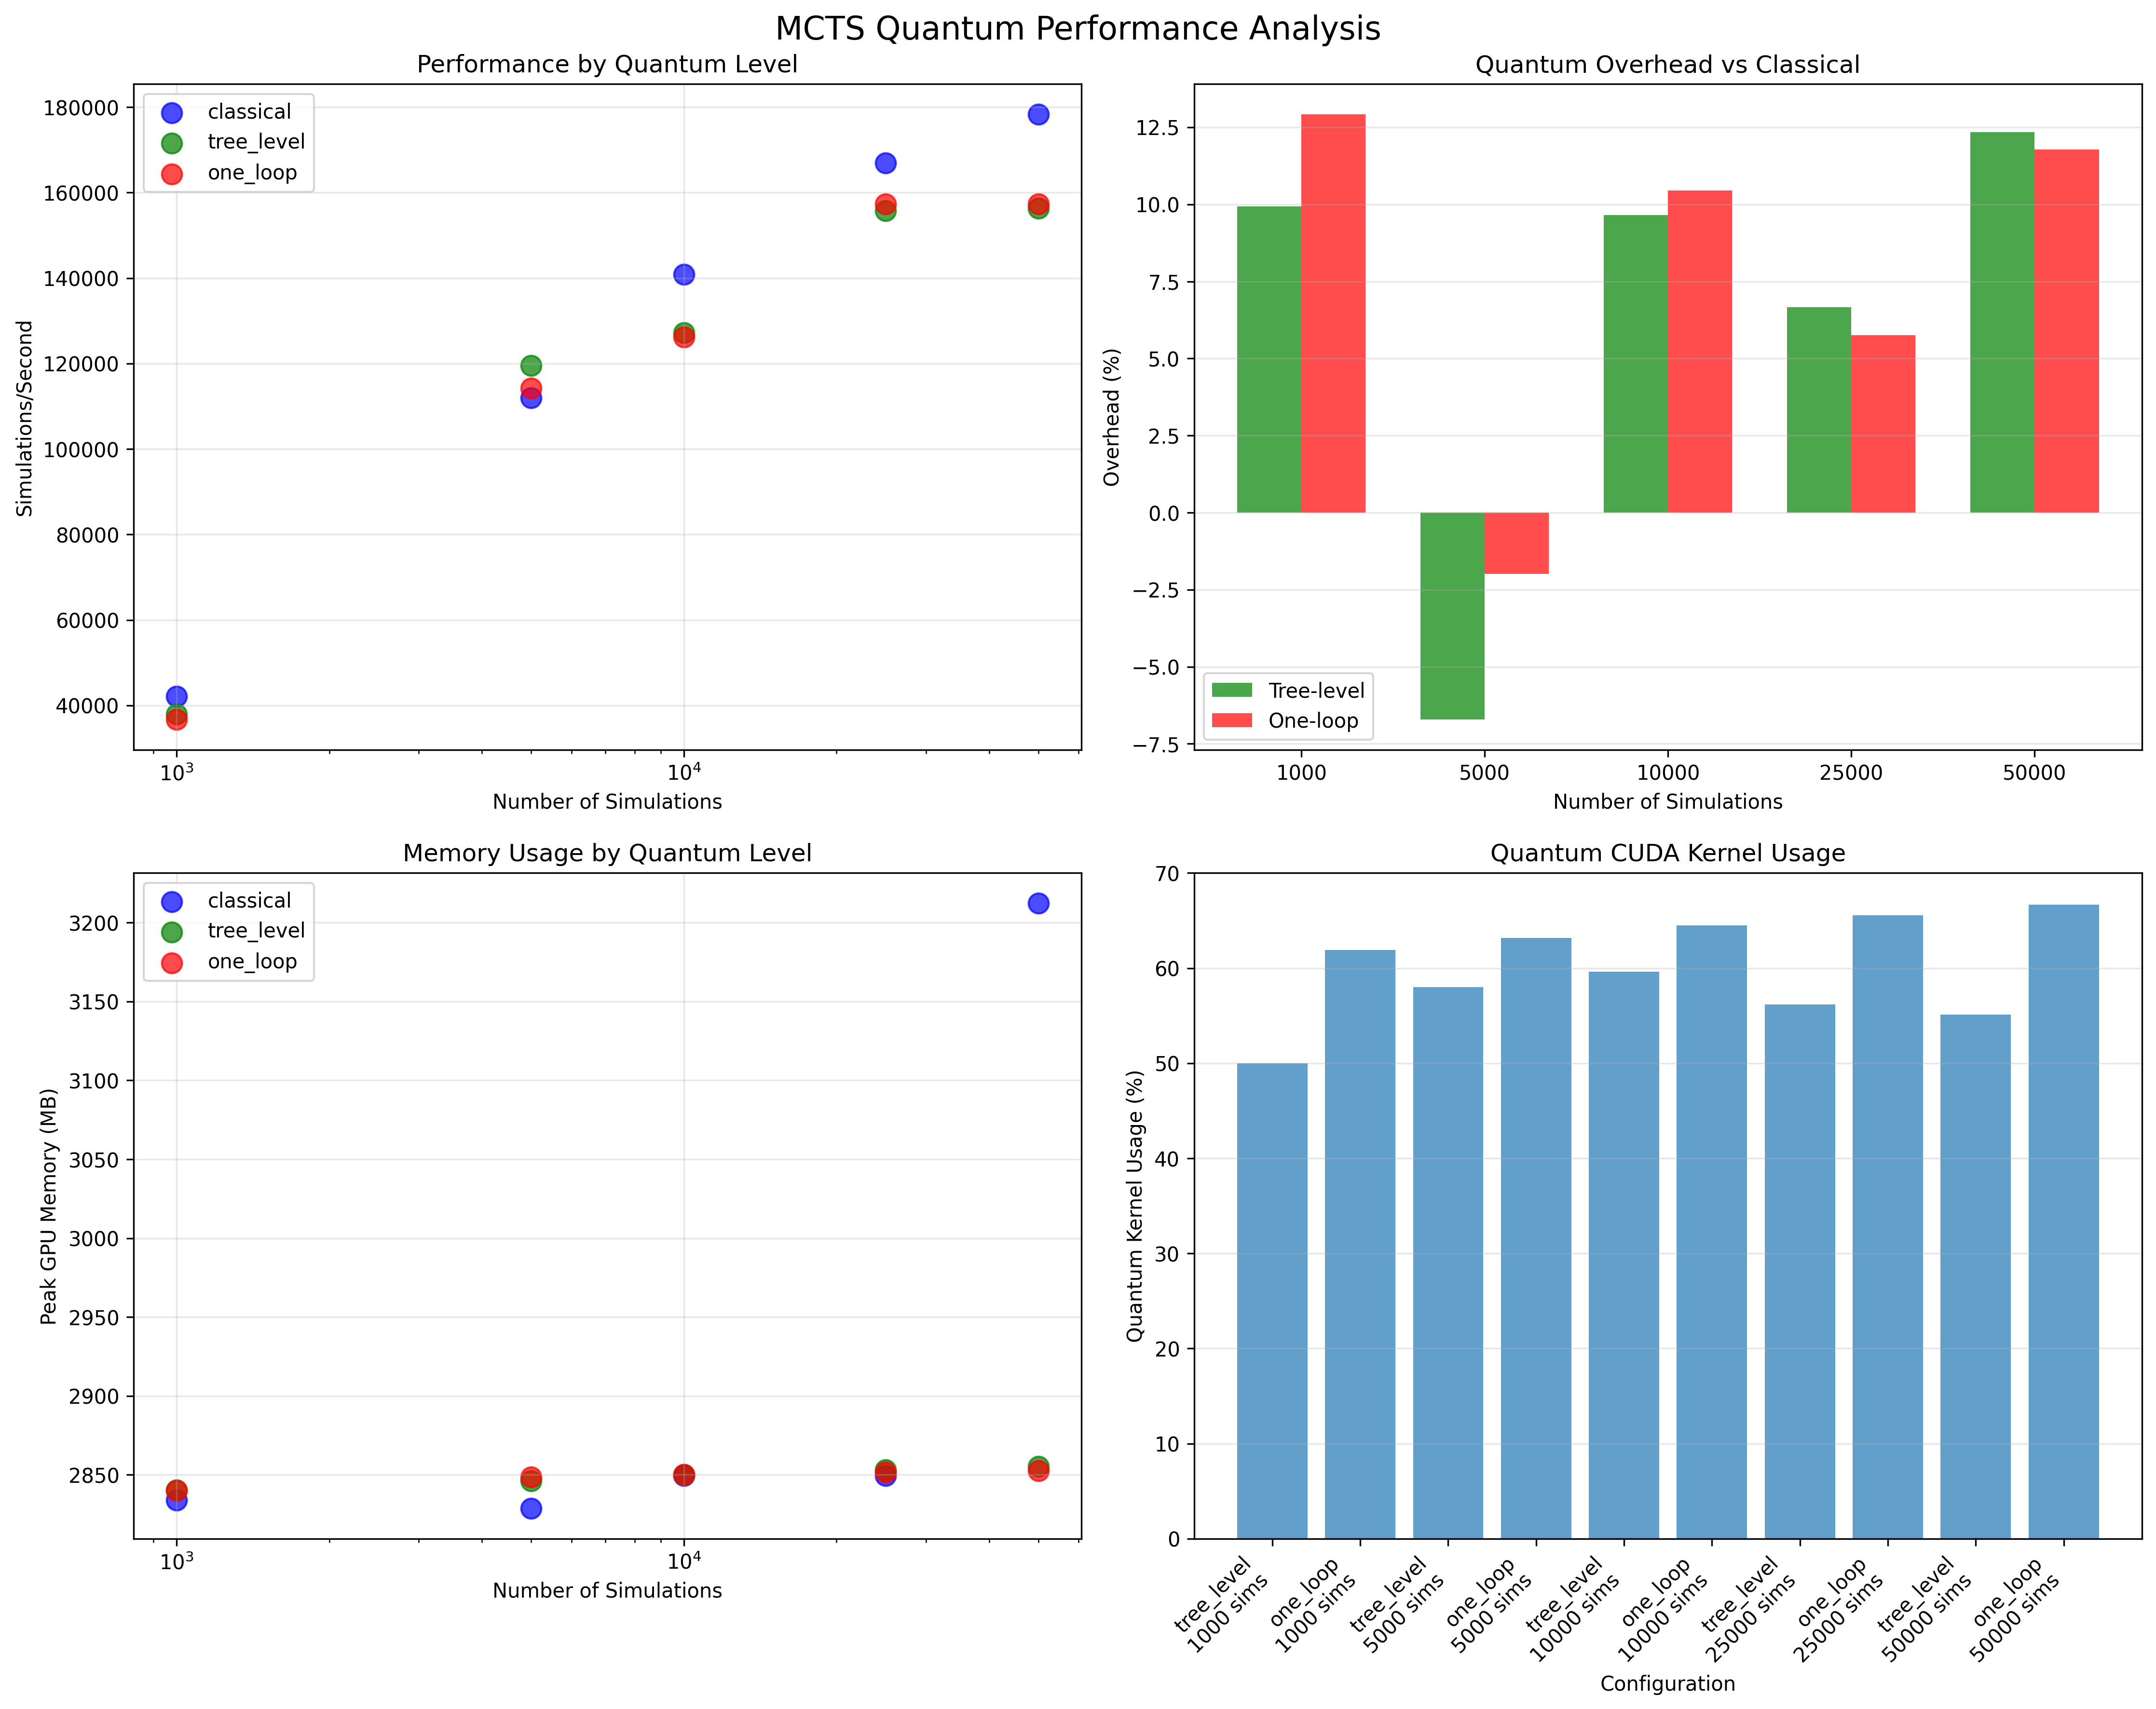 MCTS Quantum Performance Analysis
Performance by Quantum Level
classical
tree_level
one_loop
180000
160000
140000
120000
100000
80000
60000
40000
Simulations/Second
10³
10⁴
Number of Simulations
Quantum Overhead vs Classical
12.5
10.0
7.5
5.0
2.5
0.0
−2.5
−5.0
−7.5
Overhead (%)
Tree-level
One-loop
1000
5000
10000
25000
50000
Number of Simulations
Memory Usage by Quantum Level
classical
tree_level
one_loop
3200
3150
3100
3050
3000
2950
2900
2850
Peak GPU Memory (MB)
10³
10⁴
Number of Simulations
Quantum CUDA Kernel Usage
70
60
50
40
30
20
10
0
Quantum Kernel Usage (%)
tree_level
1000 sims
one_loop
1000 sims
tree_level
5000 sims
one_loop
5000 sims
tree_level
10000 sims
one_loop
10000 sims
tree_level
25000 sims
one_loop
25000 sims
tree_level
50000 sims
one_loop
50000 sims
Configuration